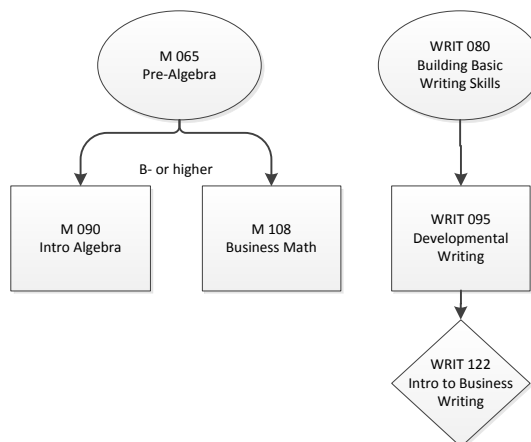 M 065
Pre-Algebra
WRIT 080
Building Basic
Writing Skills
B- or higher
M 090
Intro Algebra
M 108
Business Math
WRIT 095
Developmental
Writing
WRIT 122
Intro to Business
Writing